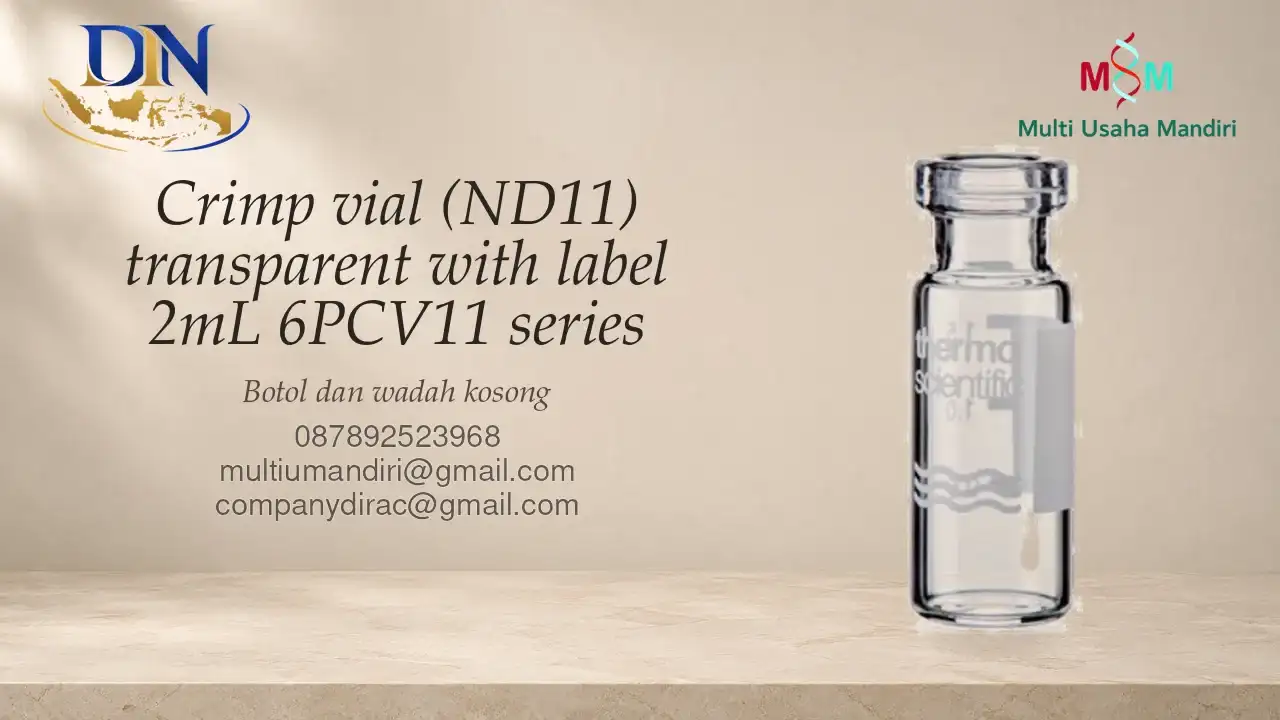 DN
MSM
Multi Usaha Mandiri
Crimp vial (ND11)
transparent with label
2mL 6PCV11 series
Botol dan wadah kosong
087892523968
multiumandiri@gmail.com
companydirac@gmail.com
thermo
scientific